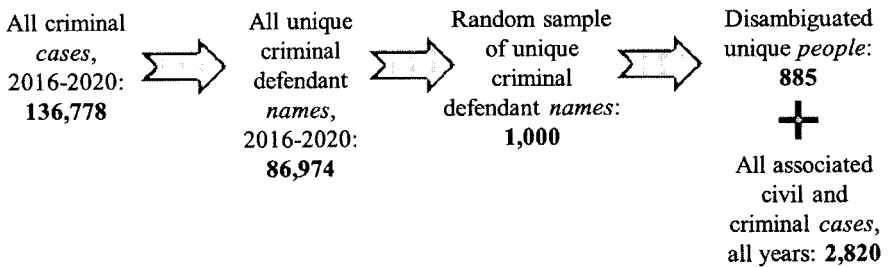 All criminal
cases,
2016-2020:
136,778
All unique
criminal
defendant
names,
2016-2020:
86,974
Random sample
of unique
criminal
defendant names:
1,000
Disambiguated
unique people:
885
All associated
civil and
criminal cases,
all years: 2,820